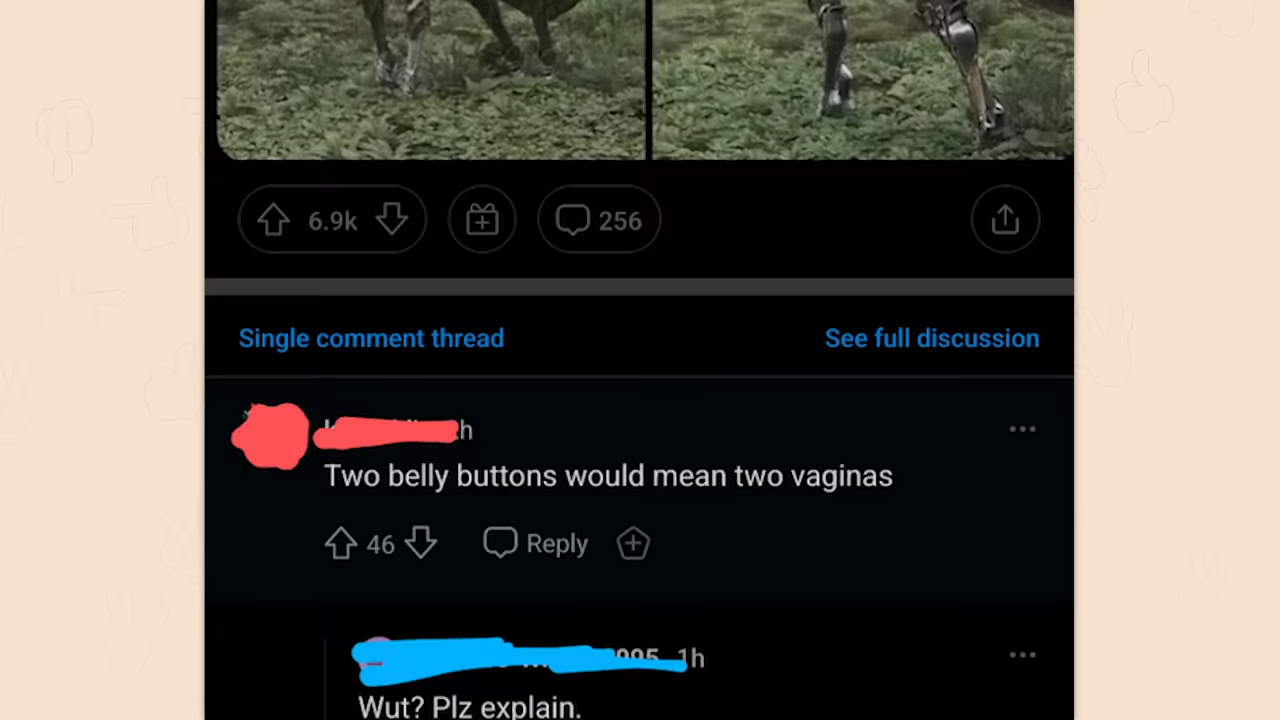 6.9k 256
Single comment thread See full discussion
h
Two belly buttons would mean two vaginas
46 Reply
1h
Wut? Plz explain.